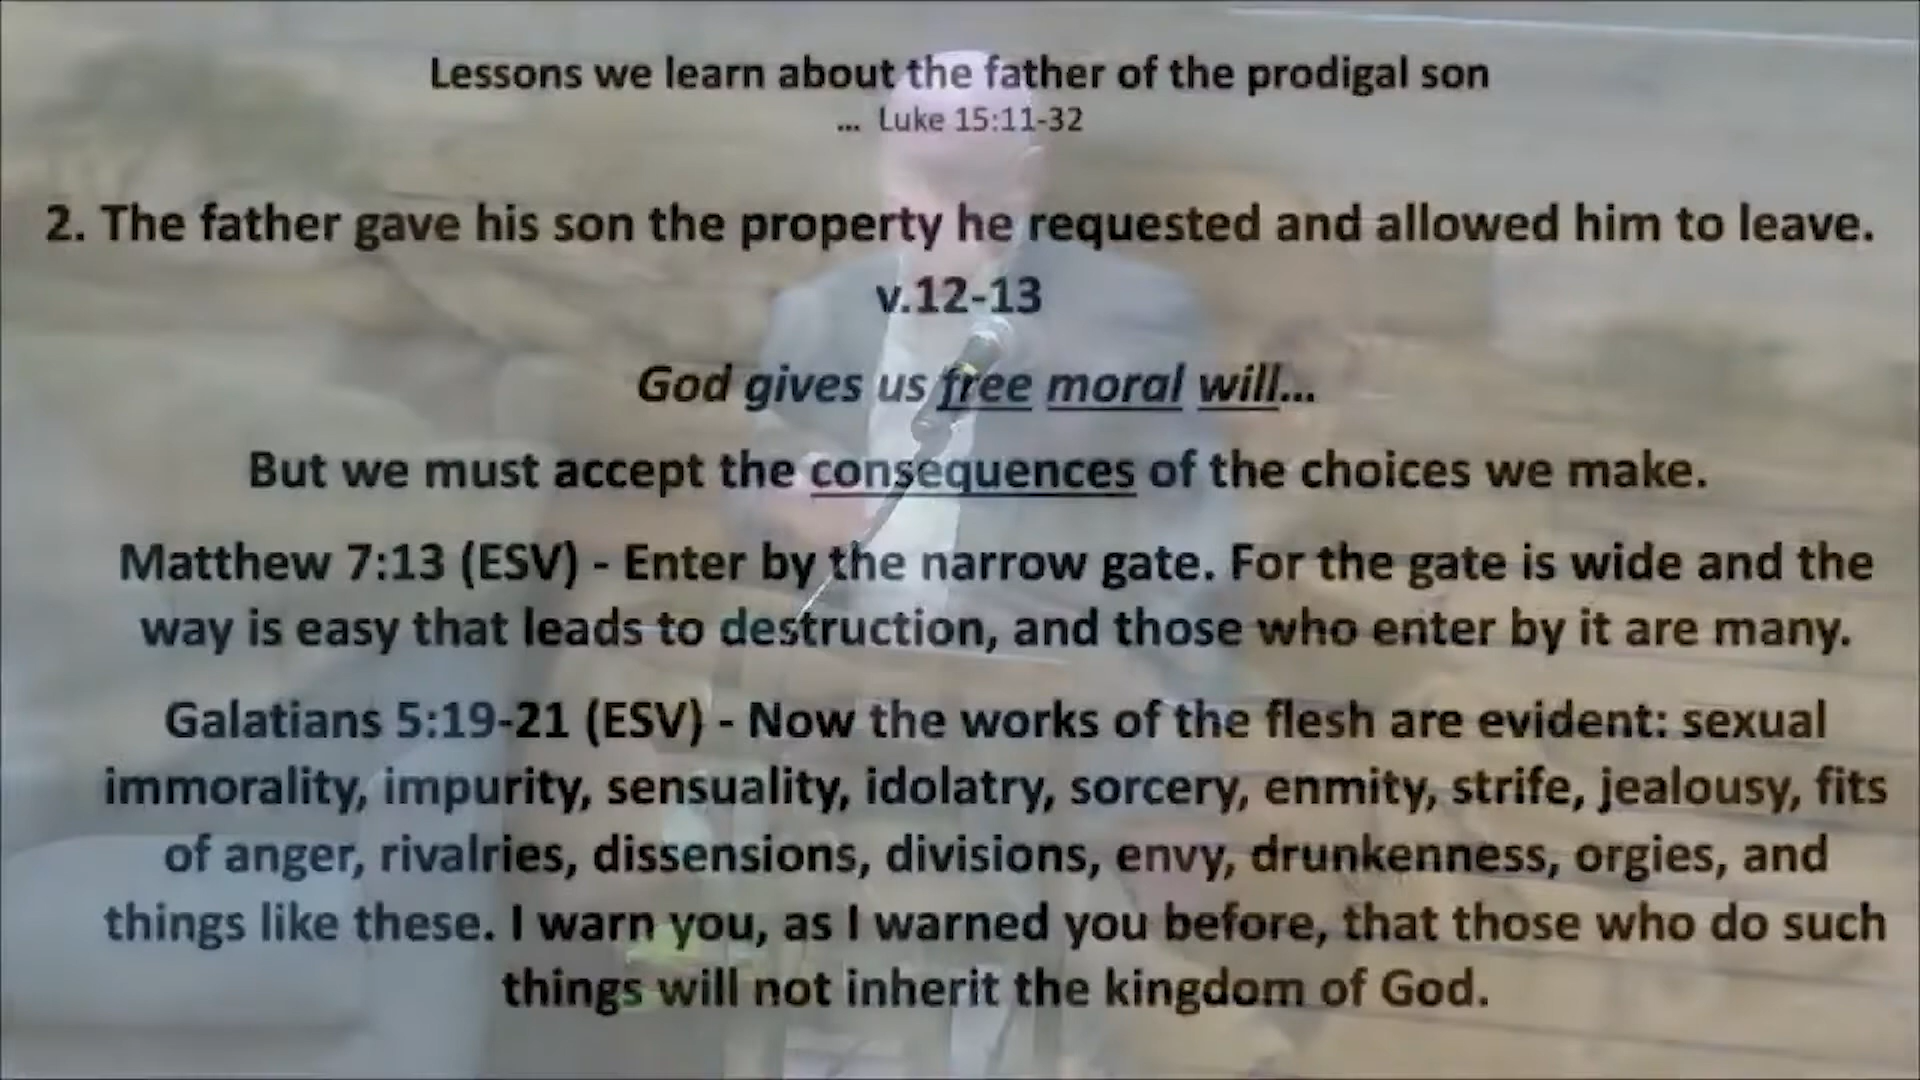 Lessons we learn about the father of the prodigal son
... Luke 15:11-32
2. The father gave his son the property he requested and allowed him to leave.
v.12-13
God gives us free moral will...
But we must accept the consequences of the choices we make.
Matthew 7:13 (ESV) - Enter by the narrow gate. For the gate is wide and the
way is easy that leads to destruction, and those who enter by it are many.
Galatians 5:19-21 (ESV) - Now the works of the flesh are evident: sexual
immorality, impurity, sensuality, idolatry, sorcery, enmity, strife, jealousy, fits
of anger, rivalries, dissensions, divisions, envy, drunkenness, orgies, and
things like these. I warn you, as I warned you before, that those who do such
things will not inherit the kingdom of God.